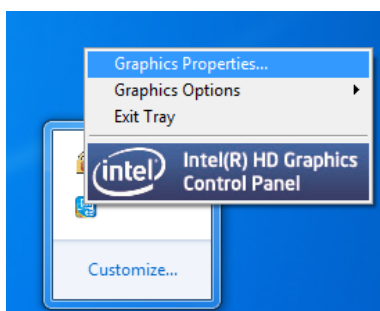 Graphics Properties...
Graphics Options
Exit Tray
intel
Intel(R) HD Graphics
Control Panel
Customize...